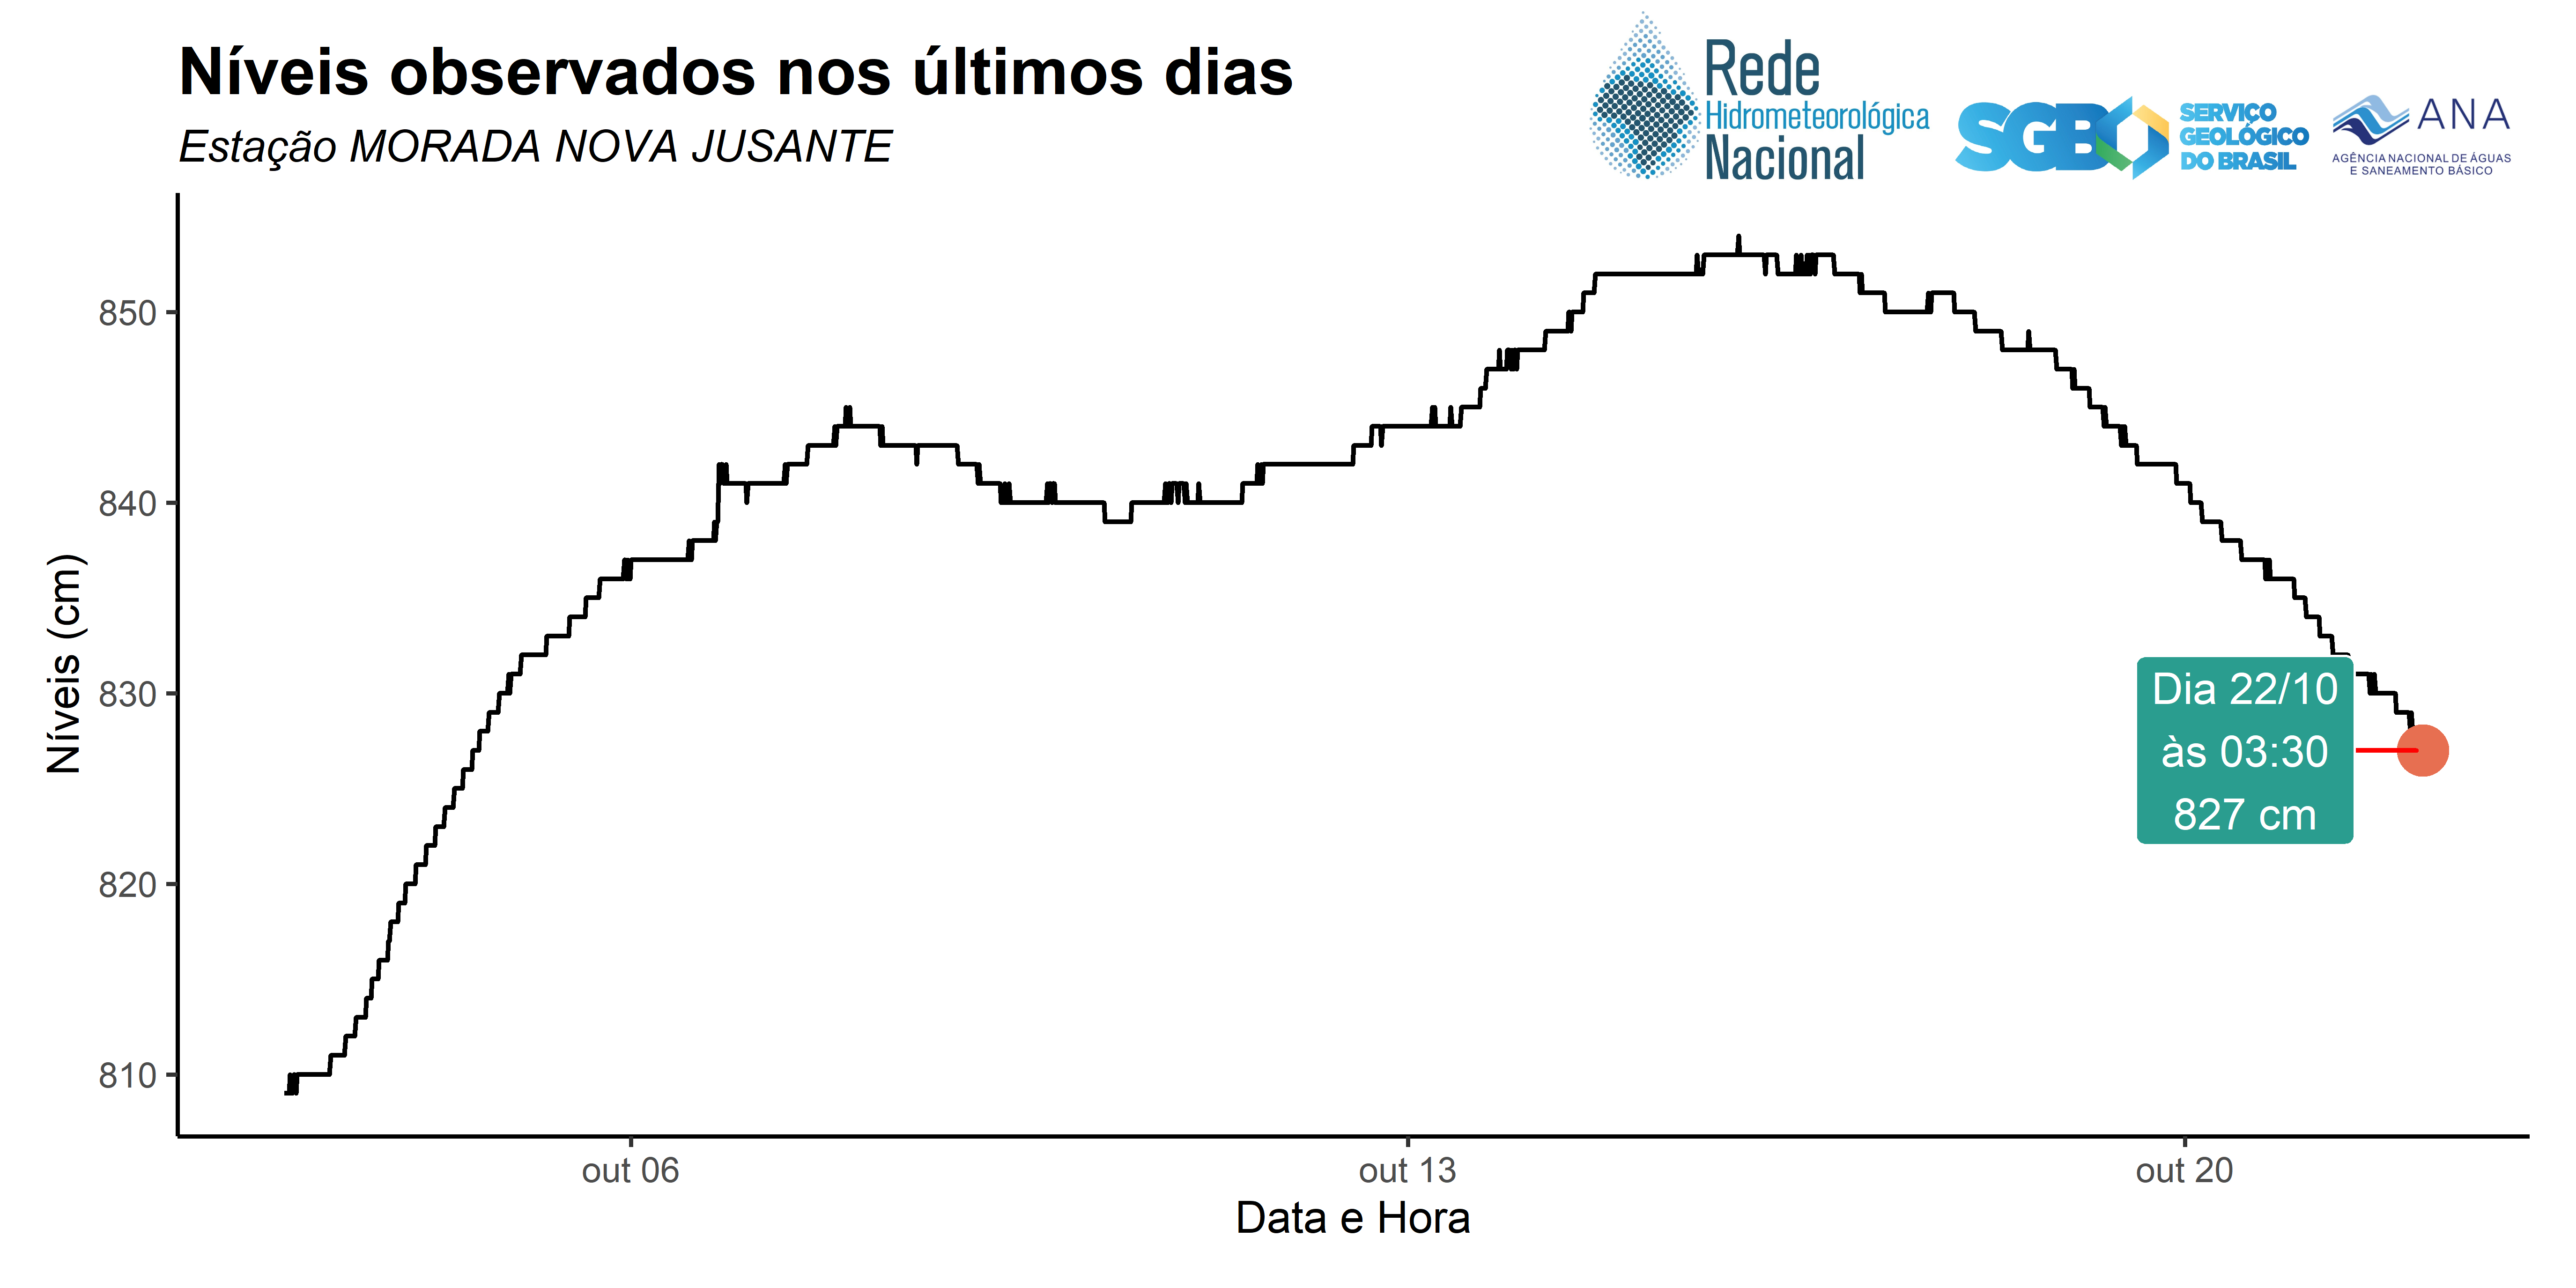 Níveis observados nos últimos dias
Estação MORADA NOVA JUSANTE
Rede
Hidrometeorológica
Nacional
SGB
SERVIÇO
GEOLÓGICO
DO BRASIL
ANA
AGÊNCIA NACIONAL DE ÁGUAS
E SANEAMENTO BÁSICO
Níveis (cm)
850
840
830
820
810
Dia 22/10
às 03:30
827 cm
out 06
out 13
out 20
Data e Hora